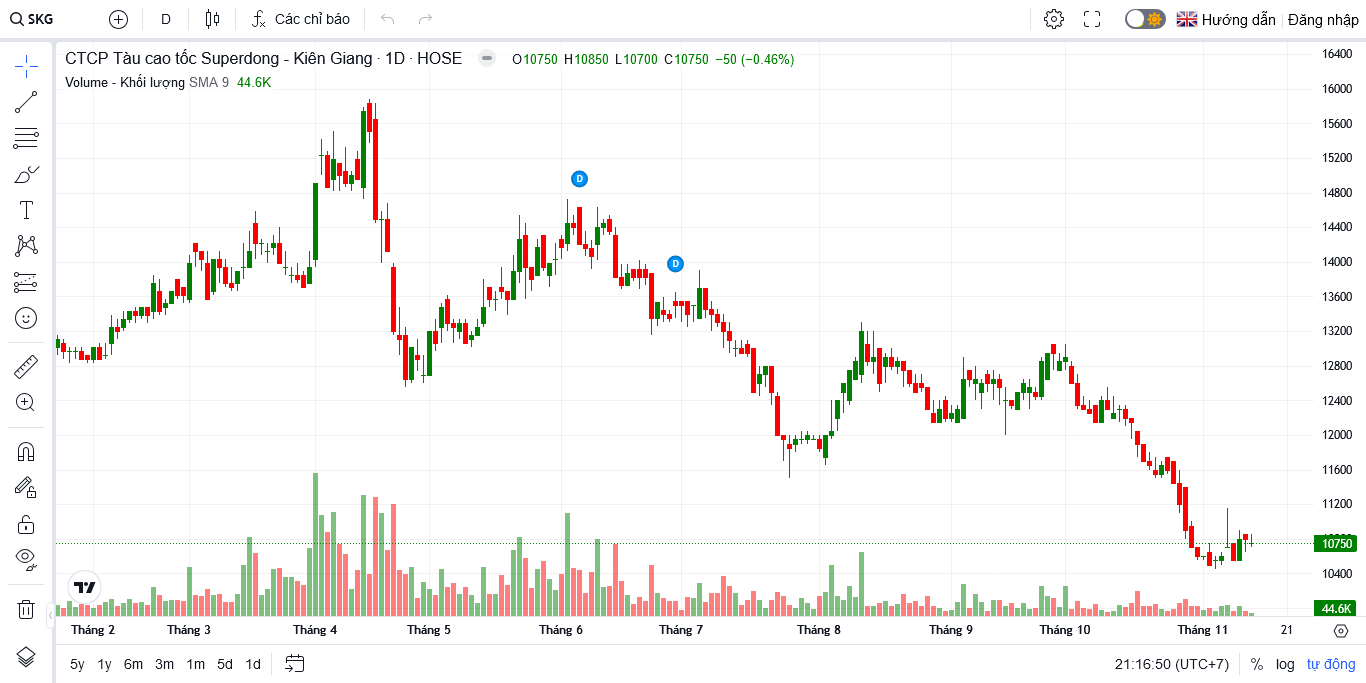 SKG D Các chỉ báo Hướng dẫn Đăng nhập
CTCP Tàu cao tốc Superdong - Kiên Giang · 1D · HOSE O10750 H10850 L10700 C10750 −50 (−0.46%)
Volume - Khối lượng SMA 9 44.6K
16400
16000
15600
15200
14800
D
14400
14000
D
13600
13200
12800
12400
12000
11600
11200
10750
10400
44.6K
Tháng 2 Tháng 3 Tháng 4 Tháng 5 Tháng 6 Tháng 7 Tháng 8 Tháng 9 Tháng 10 Tháng 11 21
5y 1y 6m 3m 1m 5d 1d 21:16:50 (UTC+7) % log tự động